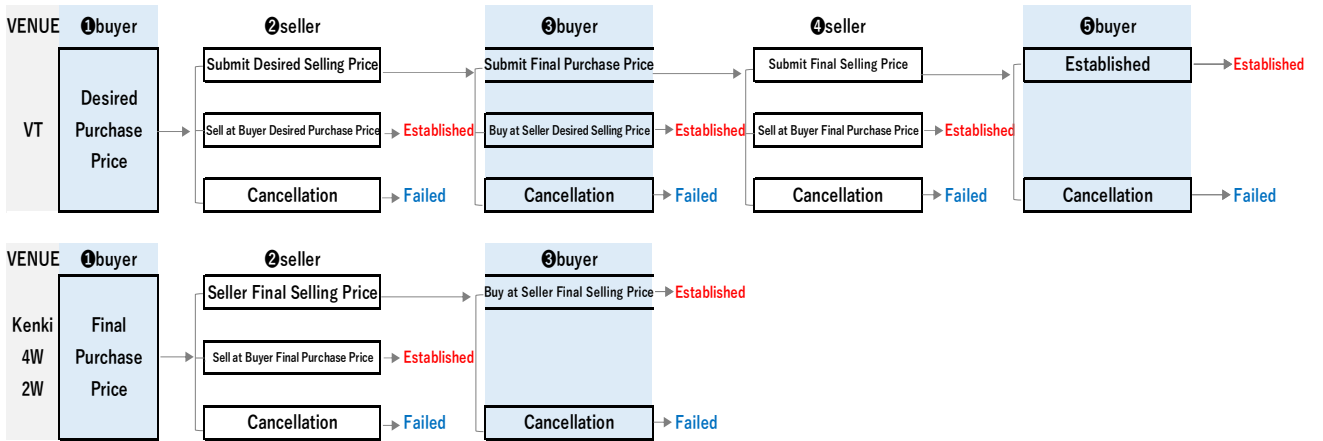 VENUE ❶buyer ❷seller ❸buyer ❹seller ❺buyer
Submit Desired Selling Price Submit Final Purchase Price Submit Final Selling Price Established Established
Desired
VT Purchase Sell at Buyer Desired Purchase Price Established Buy at Seller Desired Selling Price Established Sell at Buyer Final Purchase Price Established
Price
Cancellation Failed Cancellation Failed Cancellation Failed Cancellation Failed
VENUE ❶buyer ❷seller ❸buyer
Seller Final Selling Price Buy at Seller Final Selling Price Established
Kenki Final
4W Purchase Sell at Buyer Final Purchase Price Established
2W Price
Cancellation Failed Cancellation Failed